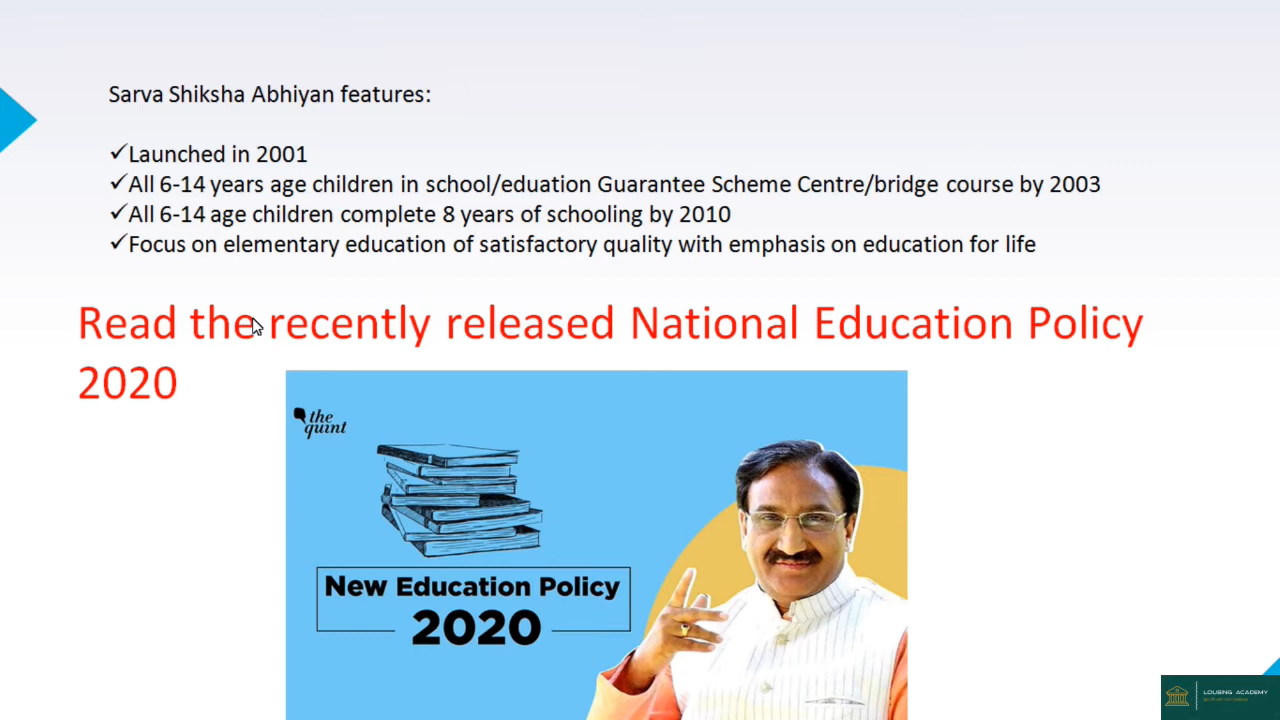 Sarva Shiksha Abhiyan features:
✓Launched in 2001
✓All 6-14 years age children in school/eduation Guarantee Scheme Centre/bridge course by 2003
✓All 6-14 age children complete 8 years of schooling by 2010
✓Focus on elementary education of satisfactory quality with emphasis on education for life
Read the recently released National Education Policy
2020
the
quint
New Education Policy
2020
LOUSING ACADEMY